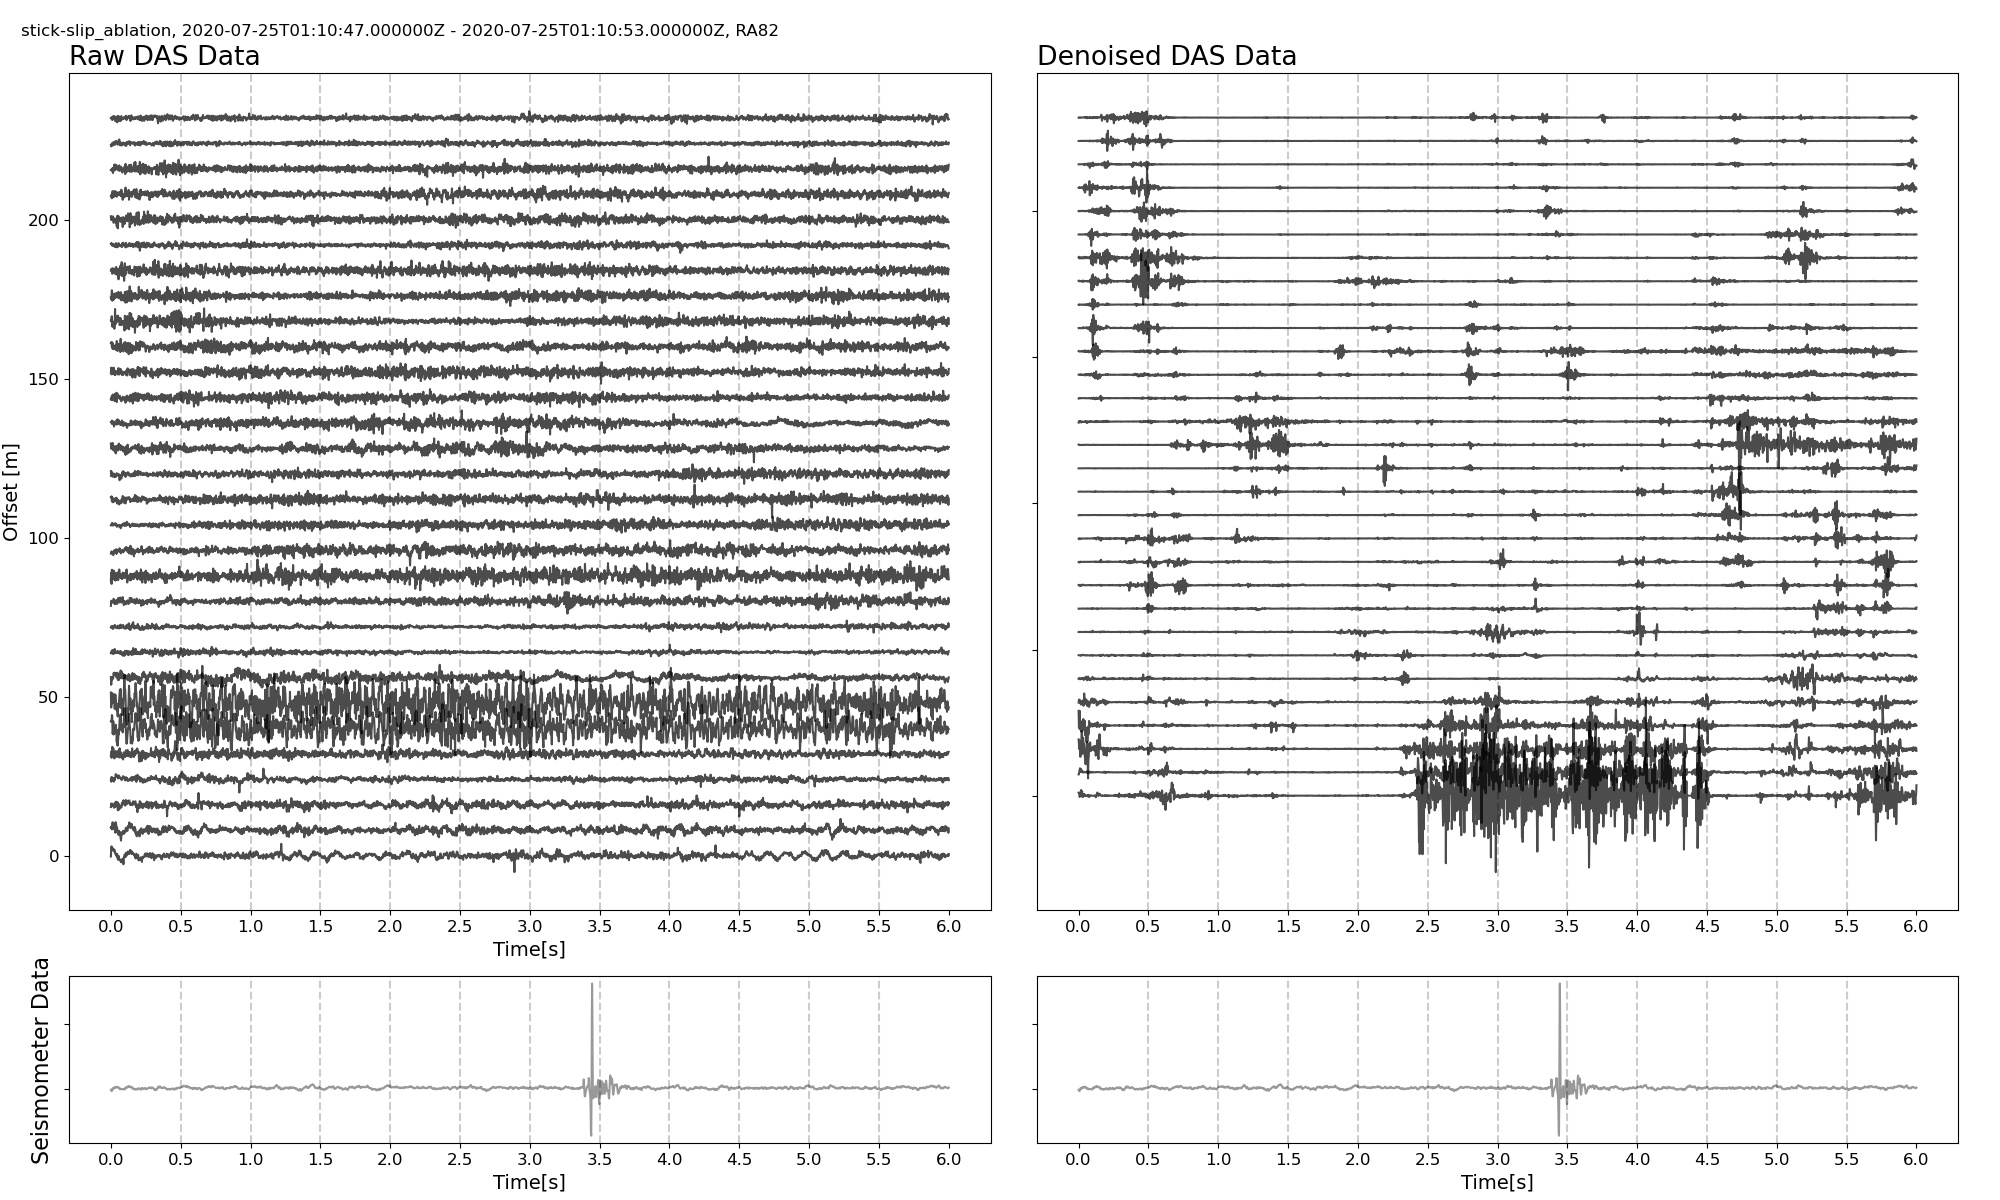 stick-slip_ablation, 2020-07-25T01:10:47.000000Z - 2020-07-25T01:10:53.000000Z, RA82
Raw DAS Data
Denoised DAS Data
Offset [m]
200
150
100
50
0
0.0 0.5 1.0 1.5 2.0 2.5 3.0 3.5 4.0 4.5 5.0 5.5 6.0
Time[s]
0.0 0.5 1.0 1.5 2.0 2.5 3.0 3.5 4.0 4.5 5.0 5.5 6.0
Seismometer Data
0.0 0.5 1.0 1.5 2.0 2.5 3.0 3.5 4.0 4.5 5.0 5.5 6.0
Time[s]
0.0 0.5 1.0 1.5 2.0 2.5 3.0 3.5 4.0 4.5 5.0 5.5 6.0
Time[s]